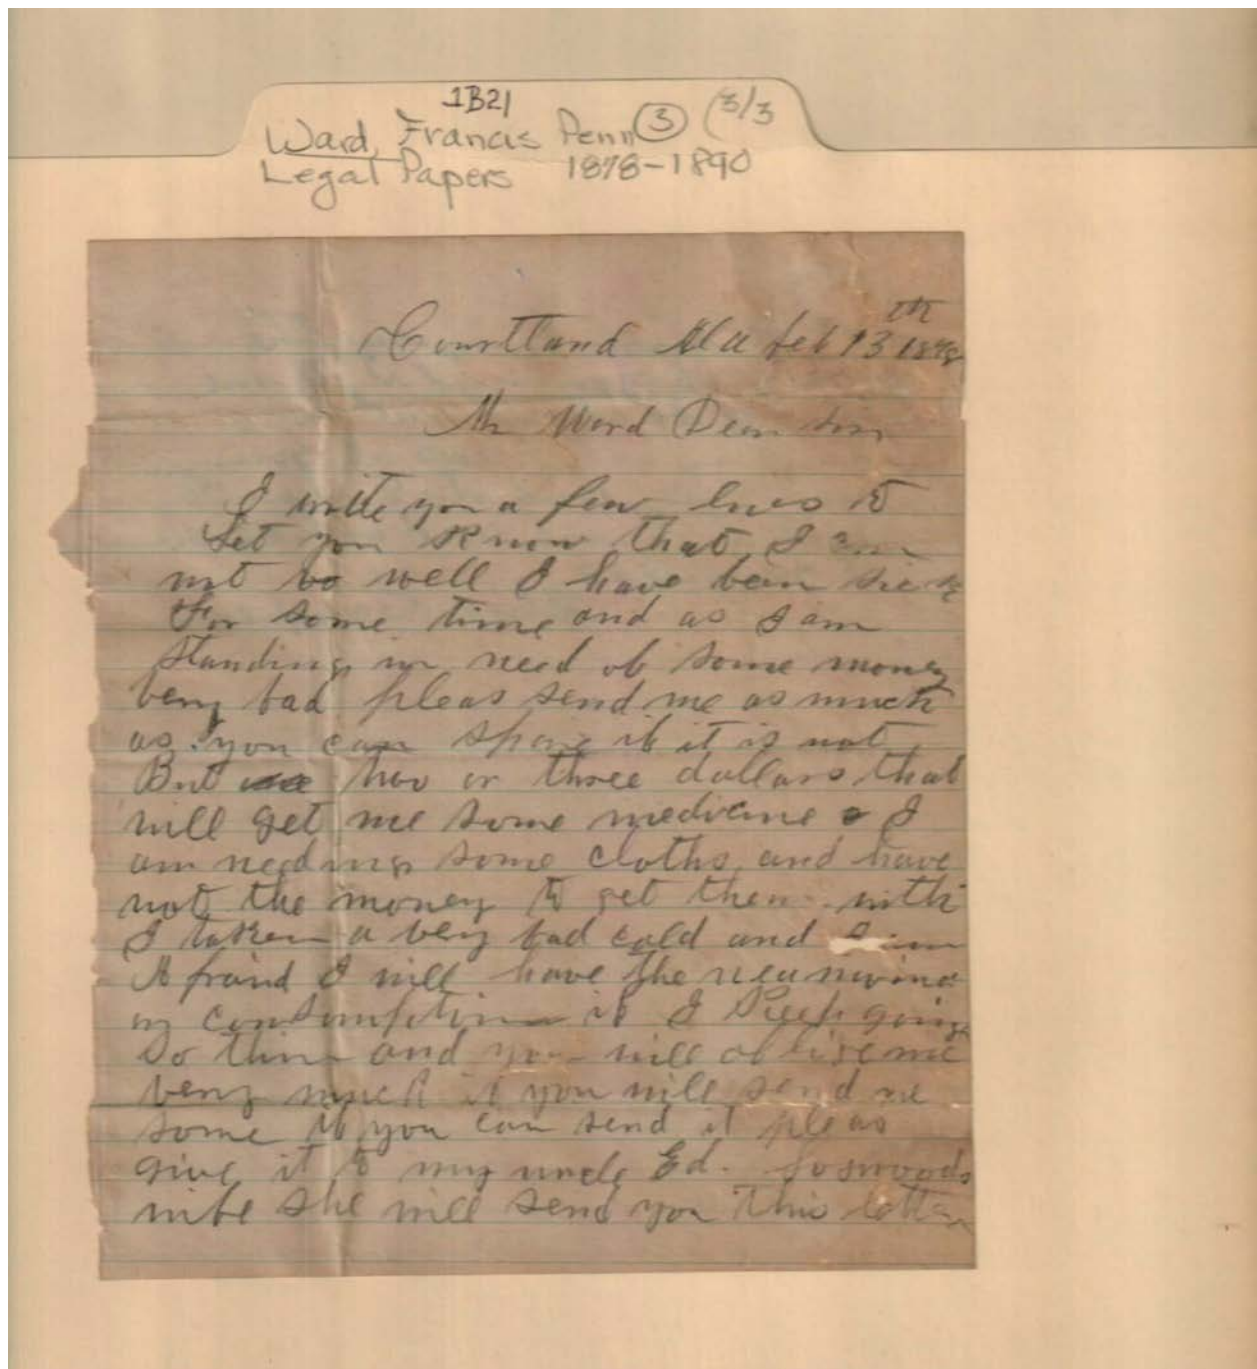 1B21
Ward, Francis Penn ③ (3/3
Legal Papers 1878-1890
Courtland Ala Feb 13th
Mr Ward Dear Sir
I write you a few lines to
Let you Know that I am
not so well I have been sick
For some time and as I am
standing in need of some money
very bad pleas send me as much
as you can spare if it is not
But two or three dollars that
will get me some medicine & I
am needing some cloths and have
not the money to get them with
I taken a very bad cold and I am
Afraid I will have the
or consumption if I Keep going
So thin and you will oblige me
very much if you will send me
some if you can send it pleas
give it to my uncle Ed.
wife she will send you this letter